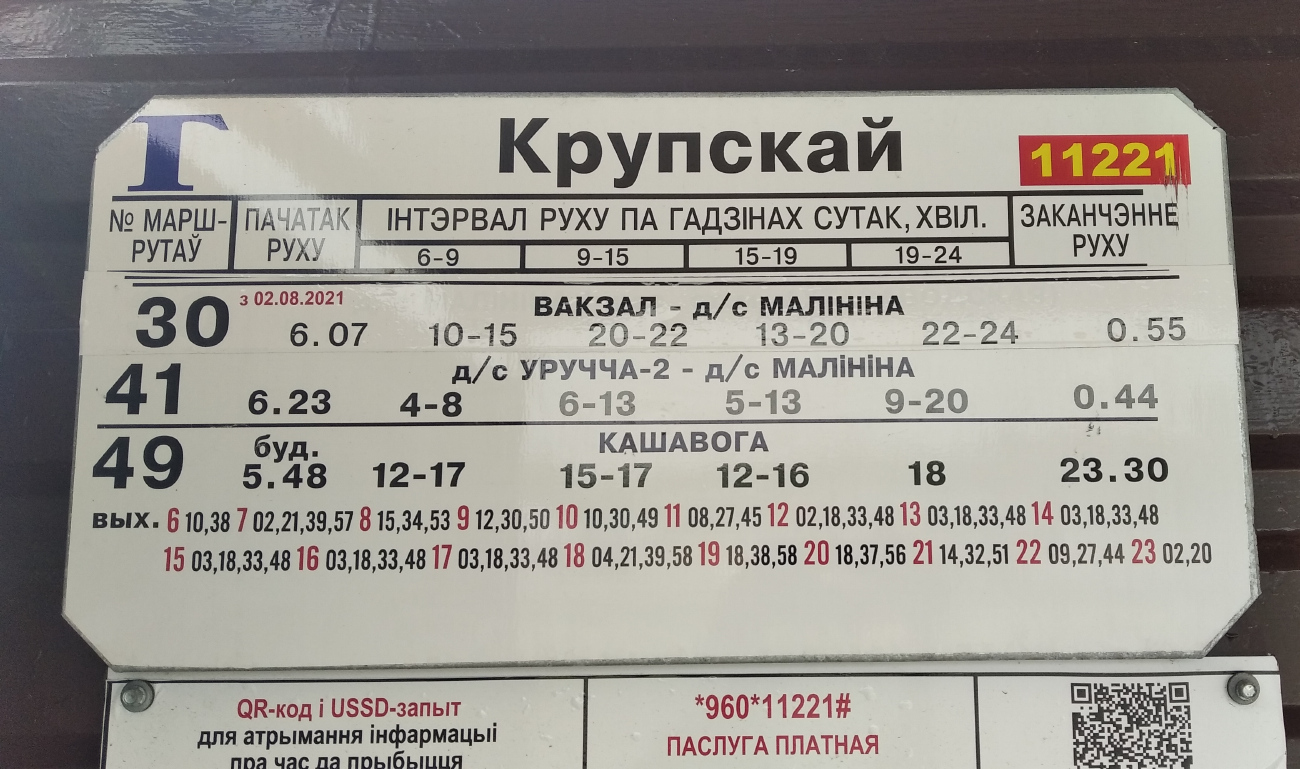 Т Крупскай 11221
№ МАРШ- ПАЧАТАК ІНТЭРВАЛ РУХУ ПА ГАДЗІНАХ СУТАК, ХВІЛ. ЗАКАНЧЭННЕ
РУТАЎ РУХУ 6-9 9-15 15-19 19-24 РУХУ
з 02.08.2021 ВАКЗАЛ - д/с МАЛІНІНА
30 6.07 10-15 20-22 13-20 22-24 0.55
д/с УРУЧЧА-2 - д/с МАЛІНІНА
41 6.23 4-8 6-13 5-13 9-20 0.44
буд. КАШАВОГА
49 5.48 12-17 15-17 12-16 18 23.30
вых. 6 10,38 7 02,21,39,57 8 15,34,53 9 12,30,50 10 10,30,49 11 08,27,45 12 02,18,33,48 13 03,18,33,48 14 03,18,33,48
15 03,18,33,48 16 03,18,33,48 17 03,18,33,48 18 04,21,39,58 19 18,38,58 20 18,37,56 21 14,32,51 22 09,27,44 23 02,20
QR-код і USSD-запыт
для атрымання інфармацыі
пра час да прыбыцця
*960*11221#
ПАСЛУГА ПЛАТНАЯ